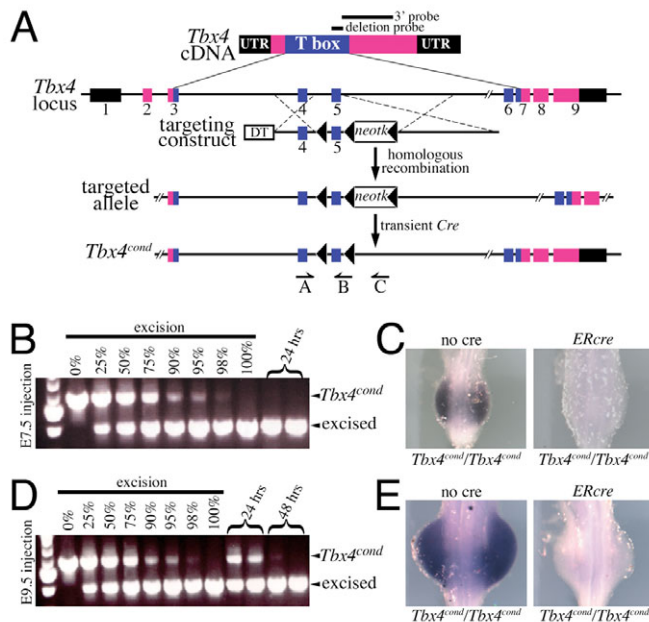 A
3' probe
deletion probe
Tbx4 cDNA
UTR T box UTR
Tbx4 locus
1 2 3 4 5 6 7 8 9
targeting construct
DT 4 5 neotk
homologous recombination
targeted allele
neotk
transient Cre
Tbx4cond
A B C
B
excision
0% 25% 50% 75% 90% 95% 98% 100% 24 hrs
E7.5 injection
Tbx4cond
excised
C
no cre ERcre
Tbx4cond/Tbx4cond Tbx4cond/Tbx4cond
D
excision
0% 25% 50% 75% 90% 95% 98% 100% 24 hrs 48 hrs
E9.5 injection
Tbx4cond
excised
E
no cre ERcre
Tbx4cond/Tbx4cond Tbx4cond/Tbx4cond